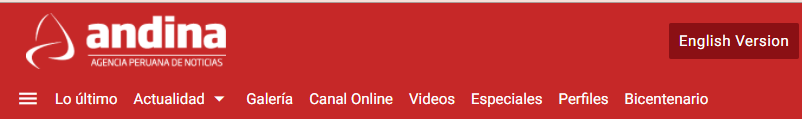 andina
AGENCIA PERUANA DE NOTICIAS
English Version
Lo último Actualidad Galería Canal Online Videos Especiales Perfiles Bicentenario